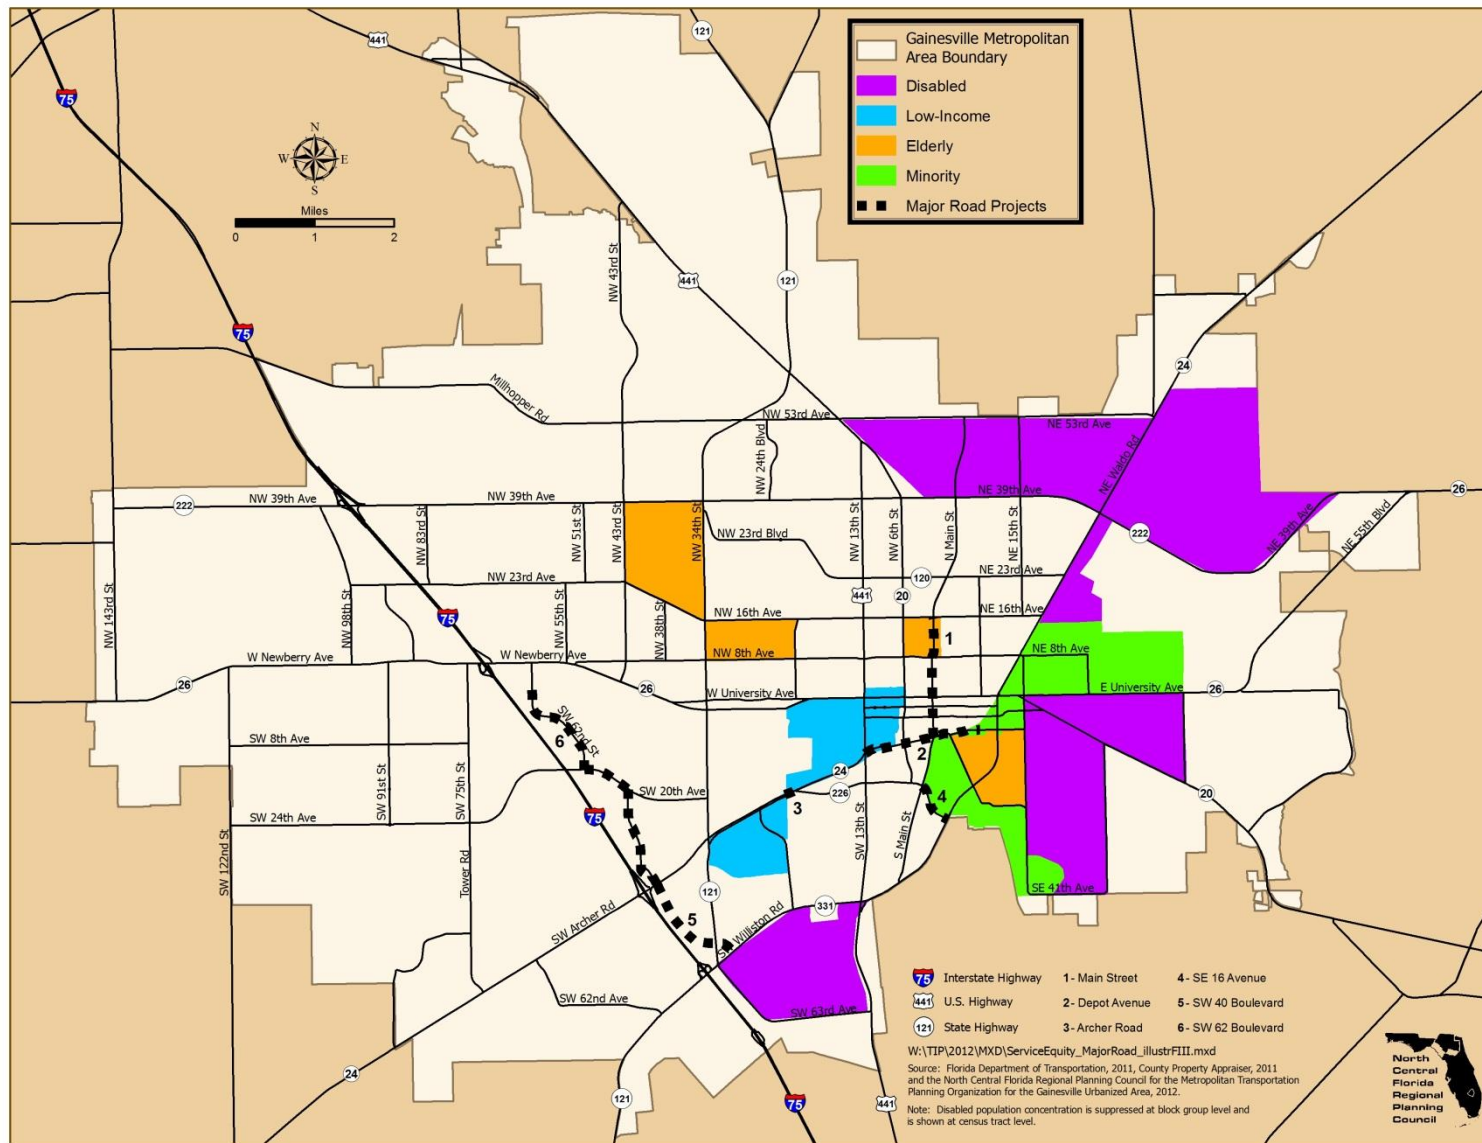 Gainesville Metropolitan
Area Boundary
Disabled
Low-Income
Elderly
Minority
Major Road Projects
N
W
E
S
Miles
0
1
2
75
441
121
75
441
121
24
NW 43rd St
Millhopper Rd
NW 53rd Ave
NE 53rd Ave
NW 24th Blvd
NE Waldo Rd
222
NW 39th Ave
NW 39th Ave
NE 39th Ave
26
NW 83rd St
NW 51st St
NW 43rd St
NW 34th St
NW 23rd Blvd
NW 13th St
NW 6th St
N Main St
NE 15th St
222
NE 39th Ave
NE 55th Blvd
NW 143rd St
NW 98th St
75
NW 23rd Ave
NW 55th St
NW 38th St
120
NE 23rd Ave
441
20
NW 16th Ave
NE 16th Ave
1
W Newberry Ave
W Newberry Ave
NW 8th Ave
NE 8th Ave
26
26
W University Ave
E University Ave
26
SW 62nd St
6
SW 8th Ave
2
24
SW 91st St
SW 75th St
SW 20th Ave
3
226
4
20
SW 24th Ave
75
SW 122nd St
Tower Rd
SW 13th St
S Main St
121
SE 41th Ave
SW Archer Rd
5
SW Williston Rd
331
SW 62nd Ave
SW 63rd Ave
24
121
75
441
75
Interstate Highway
1 - Main Street
4 - SE 16 Avenue
441
U.S. Highway
2 - Depot Avenue
5 - SW 40 Boulevard
121
State Highway
3 - Archer Road
6 - SW 62 Boulevard
W:\TIP\2012\MXD\ServiceEquity_MajorRoad_illustrFIII.mxd
Source: Florida Department of Transportation, 2011, County Property Appraiser, 2011
and the North Central Florida Regional Planning Council for the Metropolitan Transportation
Planning Organization for the Gainesville Urbanized Area, 2012.
Note: Disabled population concentration is suppressed at block group level and
is shown at census tract level.
North
Central
Florida
Regional
Planning
Council